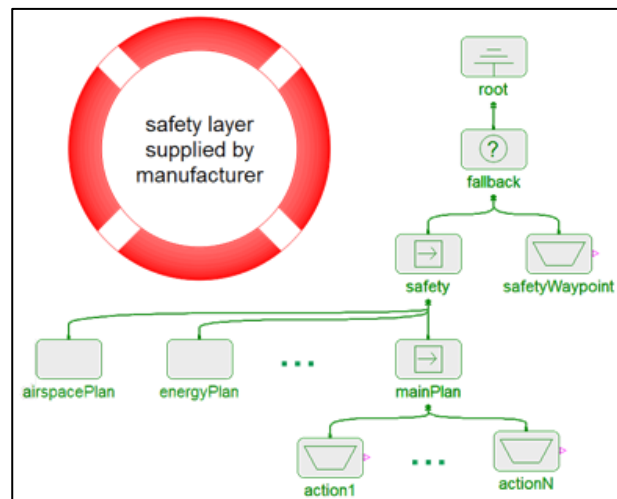 safety layer
supplied by
manufacturer
root
?
fallback
safety
safetyWaypoint
airspacePlan
energyPlan
...
mainPlan
action1
...
actionN